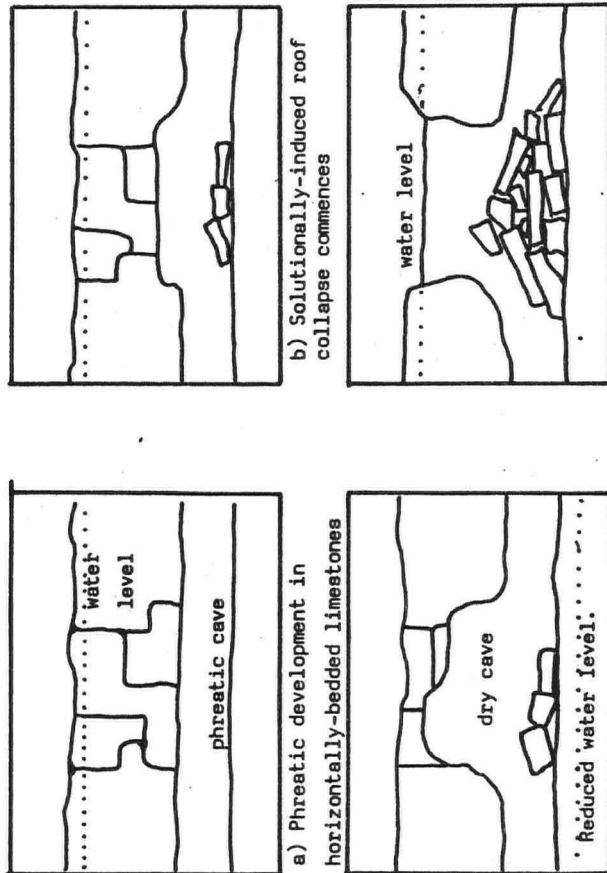 water
level
phreatic cave
a) Phreatic development in
horizontally-bedded limestones
b) Solutionally-induced roof
collapse commences
dry cave
Reduced water level.
water level